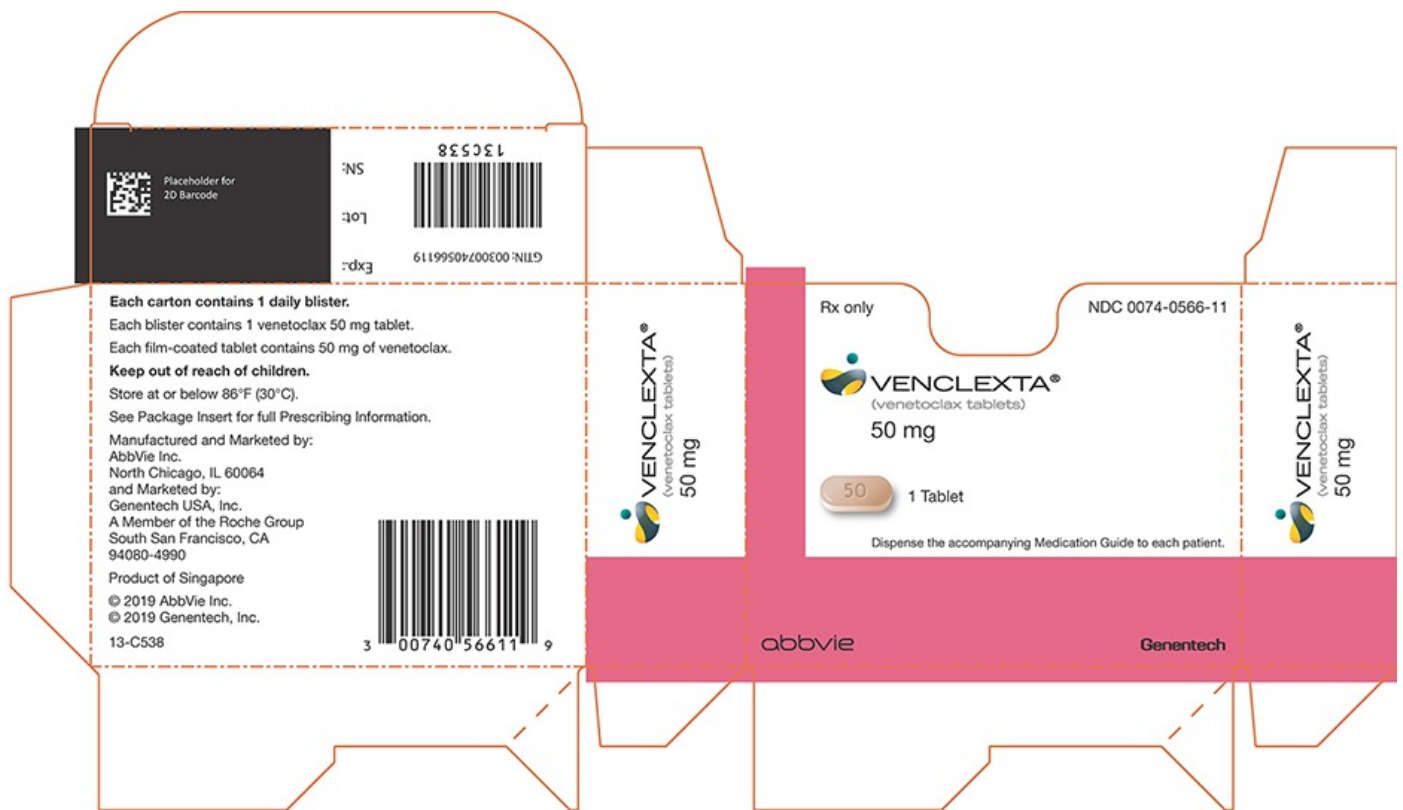 Placeholder for
2D Barcode
SN:
Lot:
Exp.:
13C538
GTIN: 00300740566119
Each carton contains 1 daily blister.
Each blister contains 1 venetoclax 50 mg tablet.
Each film-coated tablet contains 50 mg of venetoclax.
Keep out of reach of children.
Store at or below 86°F (30°C).
See Package Insert for full Prescribing Information.
Manufactured and Marketed by:
AbbVie Inc.
North Chicago, IL 60064
and Marketed by:
Genentech USA, Inc.
A Member of the Roche Group
South San Francisco, CA
94080-4990
Product of Singapore
© 2019 AbbVie Inc.
© 2019 Genentech, Inc.
13-C538
3 00740 56611 9
VENCLEXTA®
(venetoclax tablets)
50 mg
Rx only
NDC 0074-0566-11
VENCLEXTA®
(venetoclax tablets)
50 mg
50
1 Tablet
Dispense the accompanying Medication Guide to each patient.
abbvie
Genentech
VENCLEXTA®
(venetoclax tablets)
50 mg